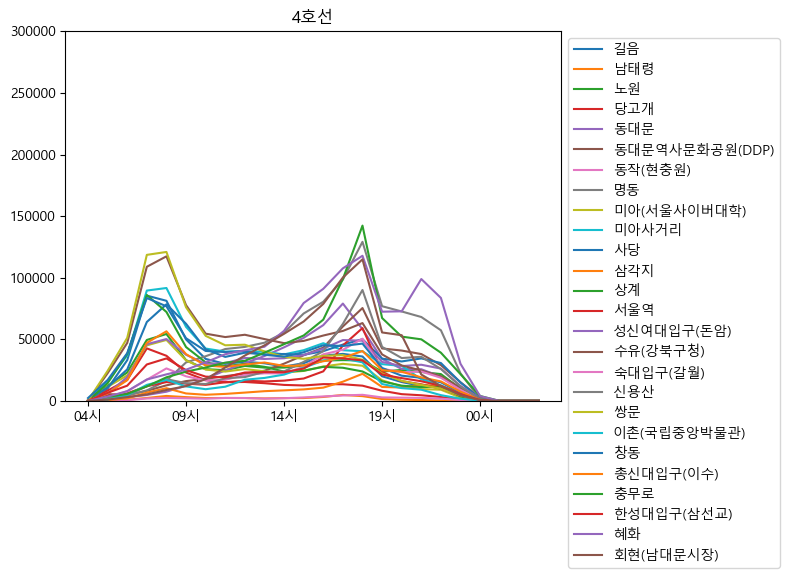 4호선
300000
250000
200000
150000
100000
50000
0
04시 09시 14시 19시 00시
길음
남태령
노원
당고개
동대문
동대문역사문화공원(DDP)
동작(현충원)
명동
미아(서울사이버대학)
미아사거리
사당
삼각지
상계
서울역
성신여대입구(돈암)
수유(강북구청)
숙대입구(갈월)
신용산
쌍문
이촌(국립중앙박물관)
창동
총신대입구(이수)
충무로
한성대입구(삼선교)
혜화
회현(남대문시장)